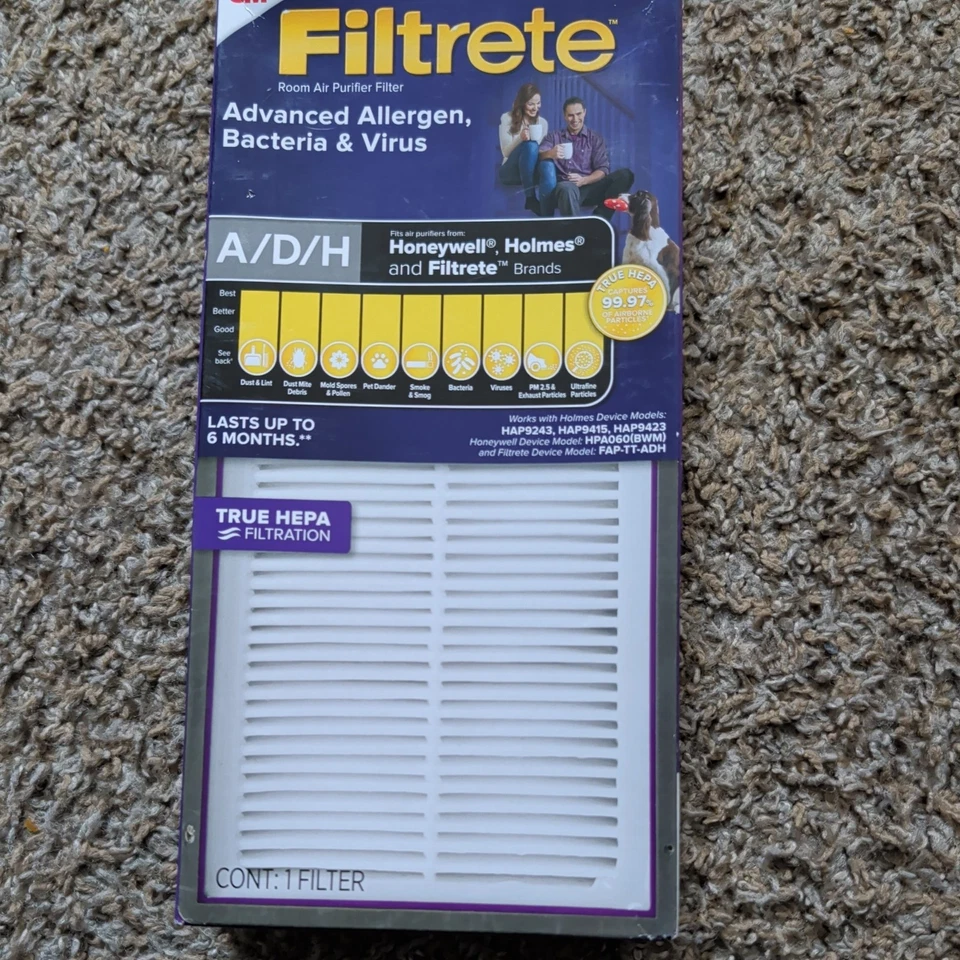 3M
Filtrete™
Room Air Purifier Filter
Advanced Allergen,
Bacteria & Virus
A/D/H
Fits air purifiers from:
Honeywell®, Holmes®
and Filtrete™ Brands
TRUE HEPA
CAPTURES
99.97%
OF AIRBORNE
PARTICLES
Best
Better
Good
See
back
Dust & Lint
Dust Mite
Debris
Mold Spores
& Pollen
Pet Dander
Smoke
& Smog
Bacteria
Viruses
PM 2.5 &
Exhaust Particles
Ultrafine
Particles
LASTS UP TO
6 MONTHS.**
Works with Holmes Device Models:
HAP9243, HAP9415, HAP9423
Honeywell Device Model: HPA060(BWM)
and Filtrete Device Model: FAP-TT-ADH
TRUE HEPA
FILTRATION
CONT: 1 FILTER